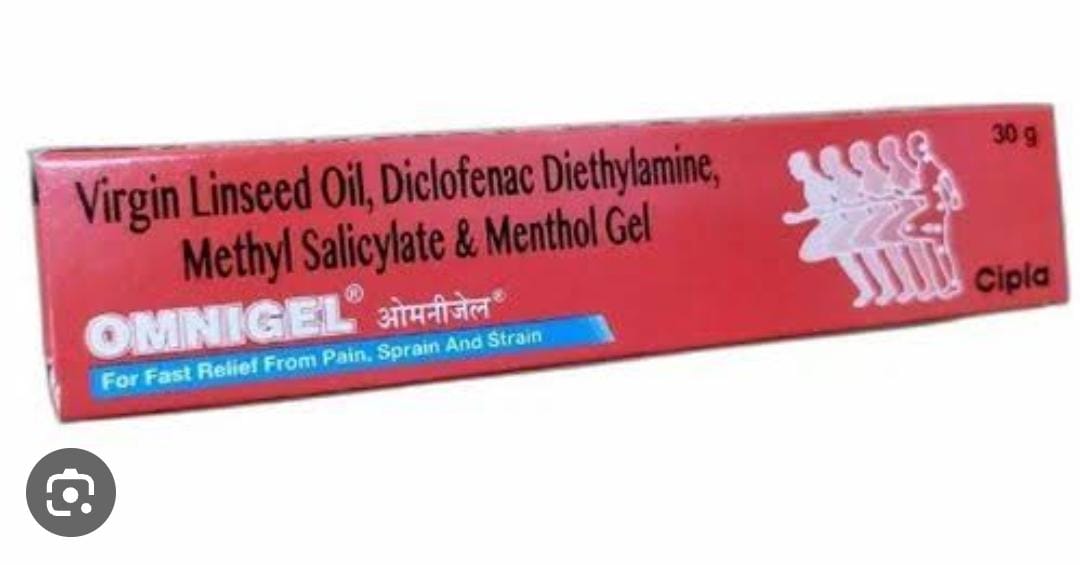 Virgin Linseed Oil, Diclofenac Diethylamine,
Methyl Salicylate & Menthol Gel
30 g
Cipla
OMNIGEL® ओमनीजेल®
For Fast Relief From Pain, Sprain And Strain